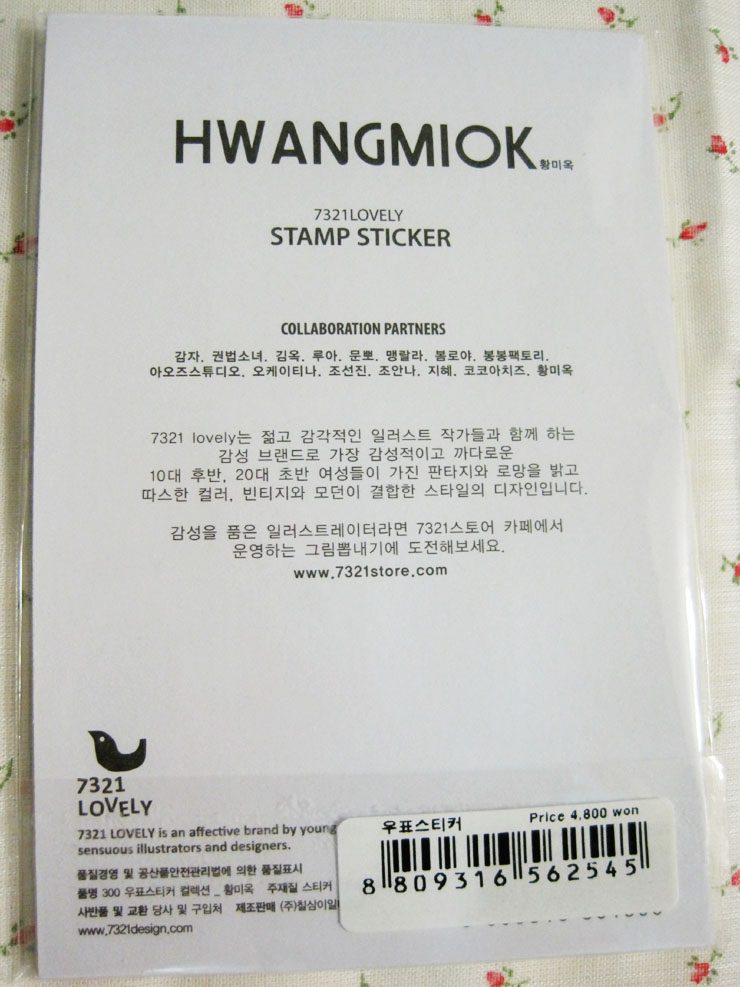 HWANGMIOK 황미옥
7321LOVELY
STAMP STICKER
COLLABORATION PARTNERS
감자, 권법소녀, 김옥, 루아, 문뽀, 맹랄라, 봄로야, 봉봉팩토리,
아오즈스튜디오, 오케이티나, 조선진, 조안나, 지혜, 코코아치즈, 황미옥
7321 lovely는 젊고 감각적인 일러스트 작가들과 함께 하는
감성 브랜드로 가장 감성적이고 까다로운
10대 후반, 20대 초반 여성들이 가진 판타지와 로망을 밝고
따스한 컬러, 빈티지와 모던이 결합한 스타일의 디자인입니다.
감성을 품은 일러스트레이터라면 7321스토어 카페에서
운영하는 그림뽑내기에 도전해보세요.
www.7321store.com
7321
LOVELY
7321 LOVELY is an affective brand by young
sensuous illustrators and designers.
품질경영 및 공산품안전관리법에 의한 품질표시
품명 300 우표스티커 컬렉션 _ 황미옥 주재질 스티커
사반품 및 교환 당사 및 구입처 제조판매 (주)칠삼이일
www.7321design.com
우표스티커 Price 4,800 won
8 809316 562545